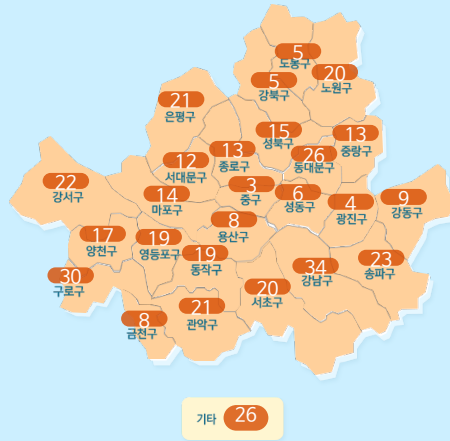 5
도봉구
5
강북구
20
노원구
21
은평구
15
성북구
13
중랑구
13
종로구
26
동대문구
12
서대문구
22
강서구
14
마포구
3
중구
6
성동구
4
광진구
9
강동구
8
용산구
17
양천구
19
영등포구
19
동작구
34
강남구
23
송파구
30
구로구
20
서초구
21
관악구
8
금천구
기타 26